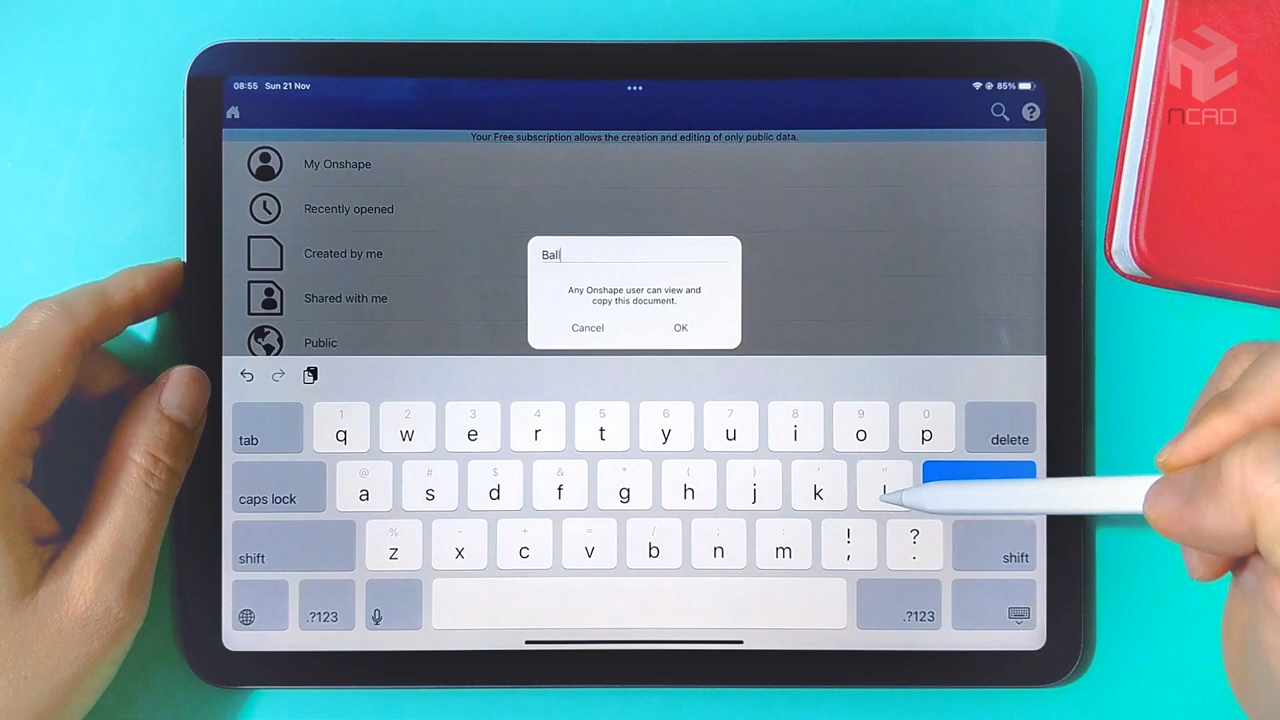 NCAD
08:55 Sun 21 Nov
85%
Your Free subscription allows the creation and editing of only public data.
My Onshape
Recently opened
Created by me
Shared with me
Public
Ball
Any Onshape user can view and
copy this document.
Cancel OK
1 2 3 4 5 6 7 8 9 0
tab q w e r t y u i o p delete
@ # $ & * ( ) ' "
caps lock a s d f g h j k l
% - + = / ; : ! ?
shift z x c v b n m , . shift
.?123 .?123